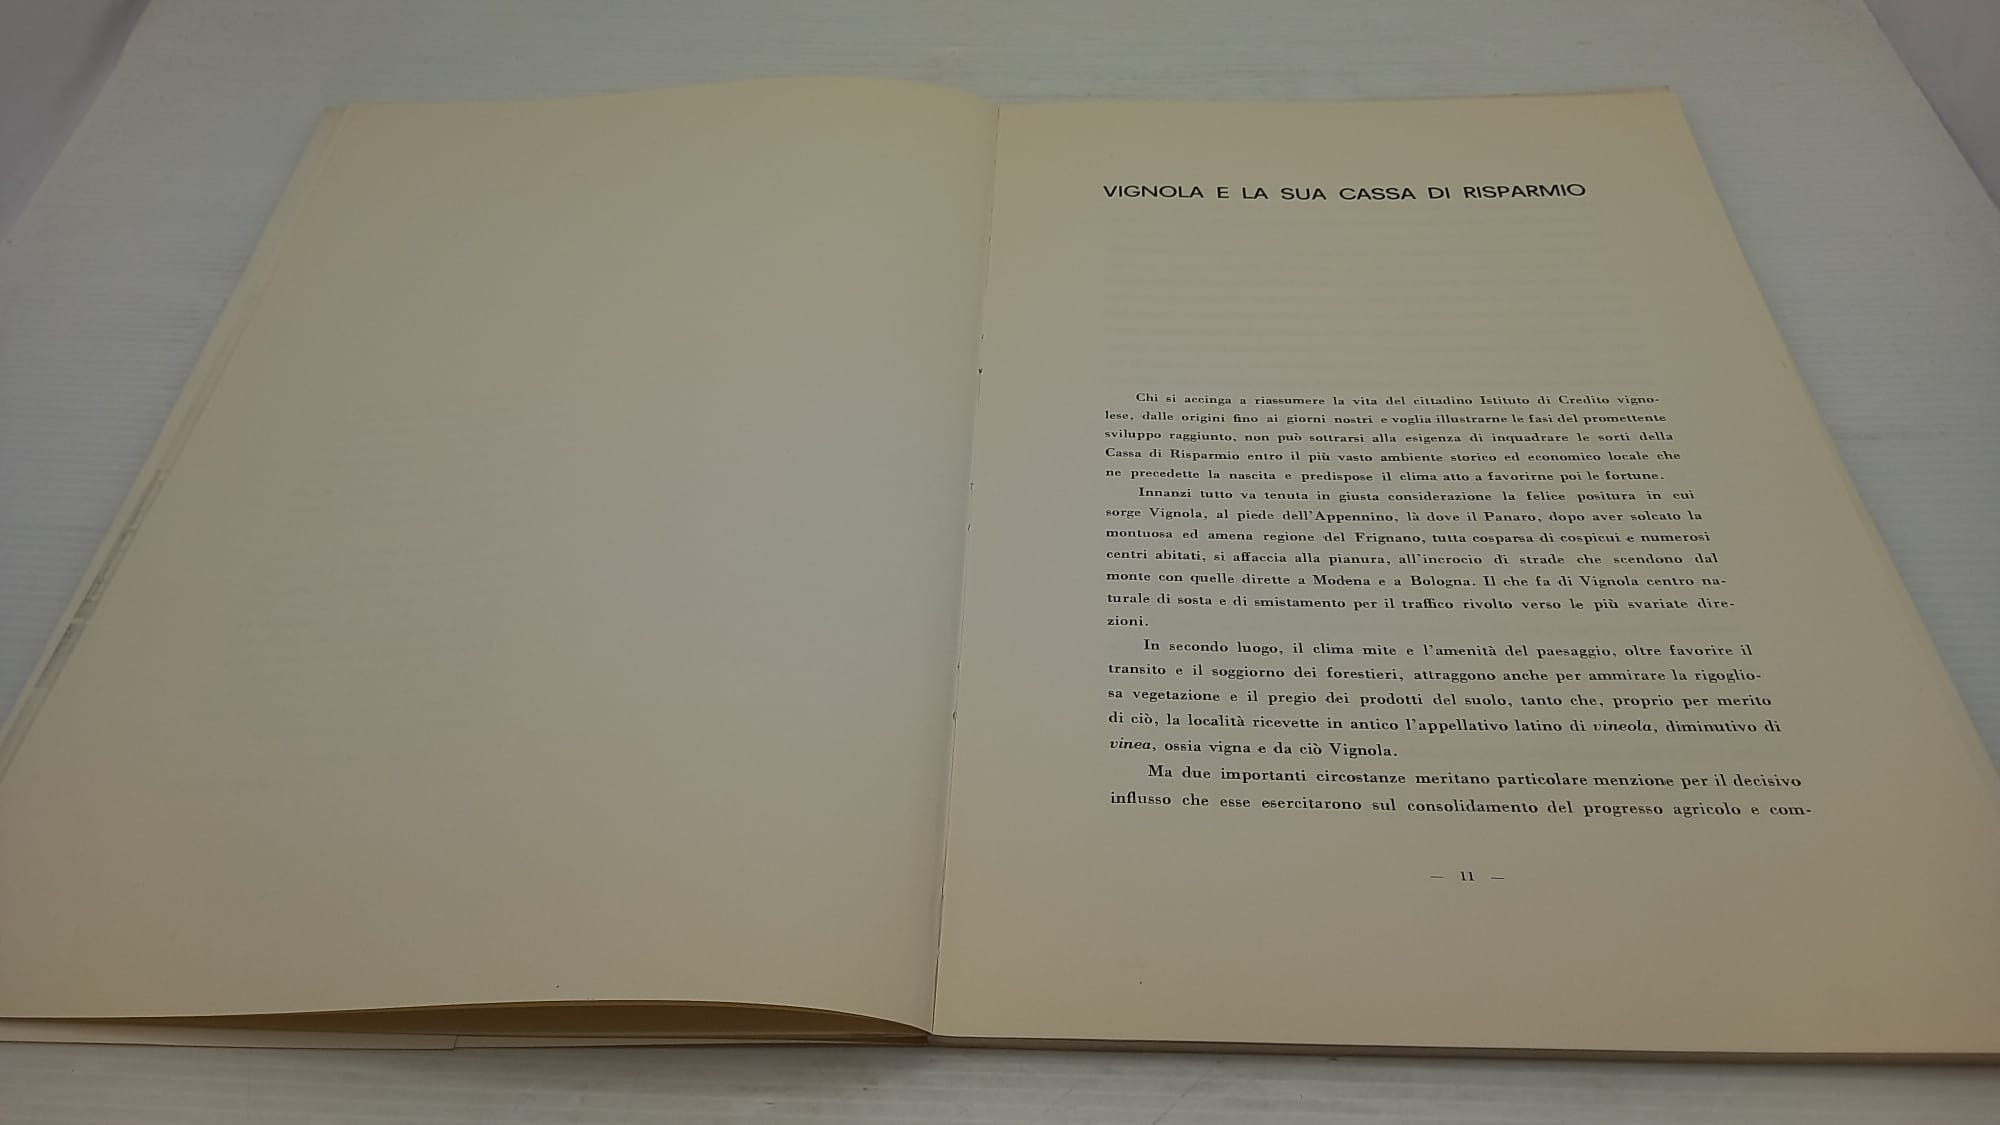 VIGNOLA E LA SUA CASSA DI RISPARMIO
Chi si accinga a riassumere la vita del cittadino Istituto di Credito vigno-
lese, dalle origini fino ai giorni nostri e voglia illustrarne le fasi del promettente
sviluppo raggiunto, non può sottrarsi alla esigenza di inquadrare le sorti della
Cassa di Risparmio entro il più vasto ambiente storico ed economico locale che
ne precedette la nascita e predispose il clima atto a favorirne poi le fortune.
Innanzi tutto va tenuta in giusta considerazione la felice positura in cui
sorge Vignola, al piede dell'Appennino, là dove il Panaro, dopo aver solcato la
montuosa ed amena regione del Frignano, tutta cosparsa di cospicui e numerosi
centri abitati, si affaccia alla pianura, all'incrocio di strade che scendono dal
monte con quelle dirette a Modena e a Bologna. Il che fa di Vignola centro na-
turale di sosta e di smistamento per il traffico rivolto verso le più svariate dire-
zioni.
In secondo luogo, il clima mite e l'amenità del paesaggio, oltre favorire il
transito e il soggiorno dei forestieri, attraggono anche per ammirare la rigoglio-
sa vegetazione e il pregio dei prodotti del suolo, tanto che, proprio per merito
di ciò, la località ricevette in antico l'appellativo latino di vineola, diminutivo di
vinea, ossia vigna e da ciò Vignola.
Ma due importanti circostanze meritano particolare menzione per il decisivo
influsso che esse esercitarono sul consolidamento del progresso agricolo e com-
— 11 —